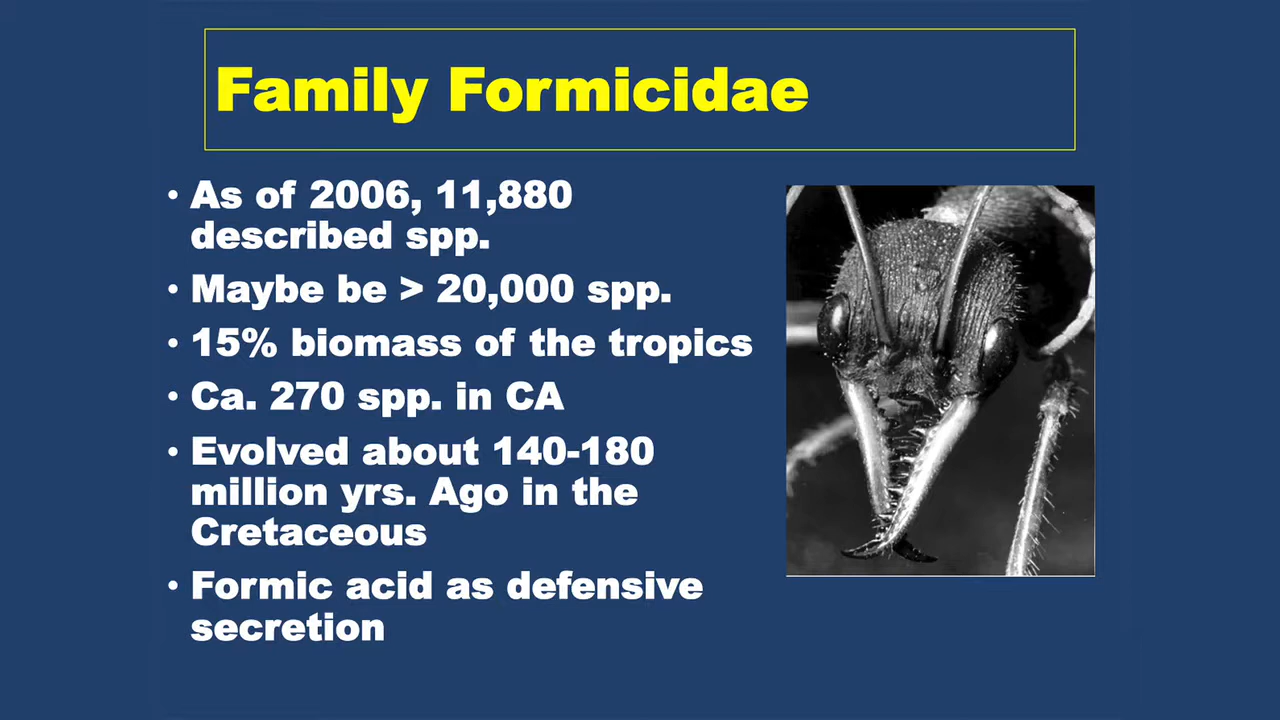 Family Formicidae
• As of 2006, 11,880
described spp.
• Maybe be > 20,000 spp.
• 15% biomass of the tropics
• Ca. 270 spp. in CA
• Evolved about 140-180
million yrs. Ago in the
Cretaceous
• Formic acid as defensive
secretion